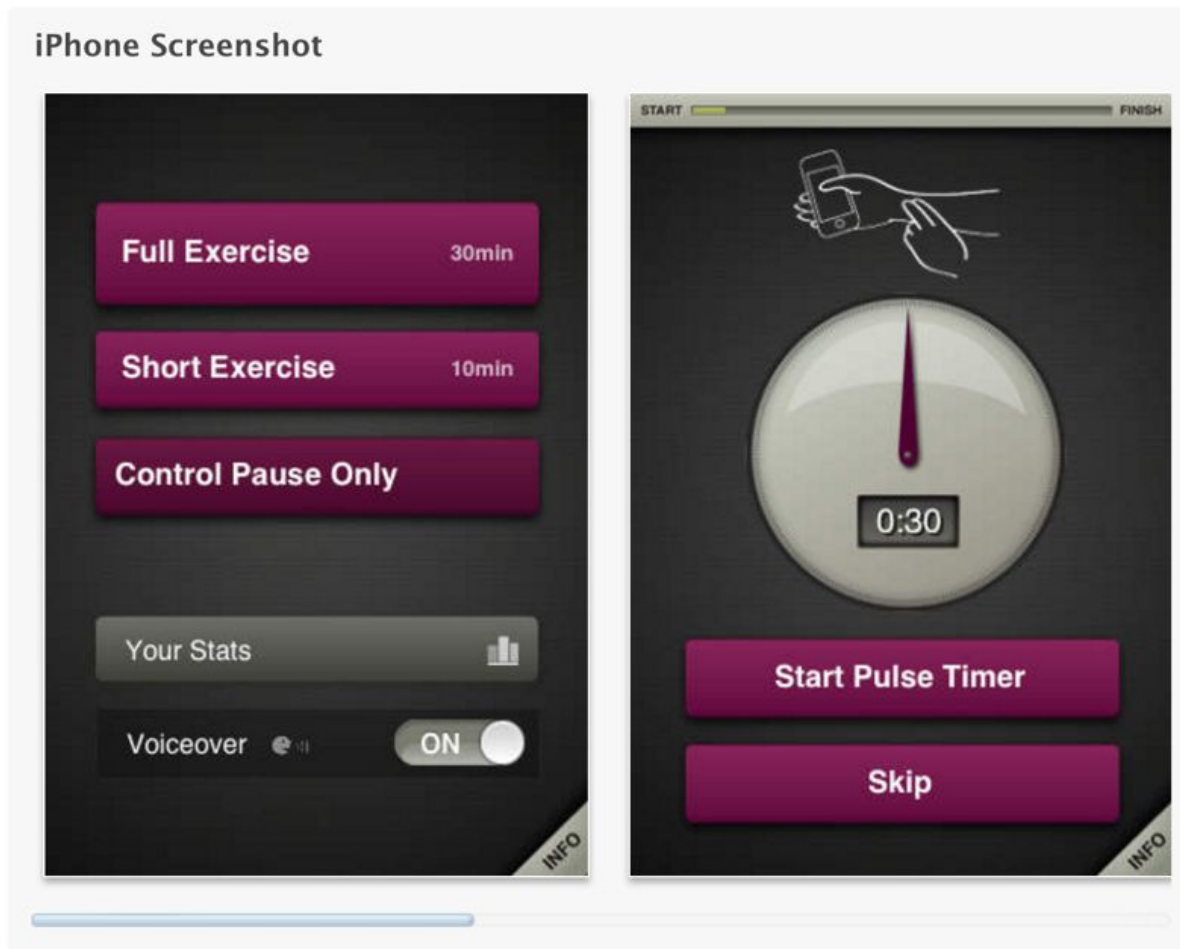 iPhone Screenshot
Full Exercise 30min
Short Exercise 10min
Control Pause Only
Your Stats
Voiceover ON
INFO
START FINISH
0:30
Start Pulse Timer
Skip
INFO